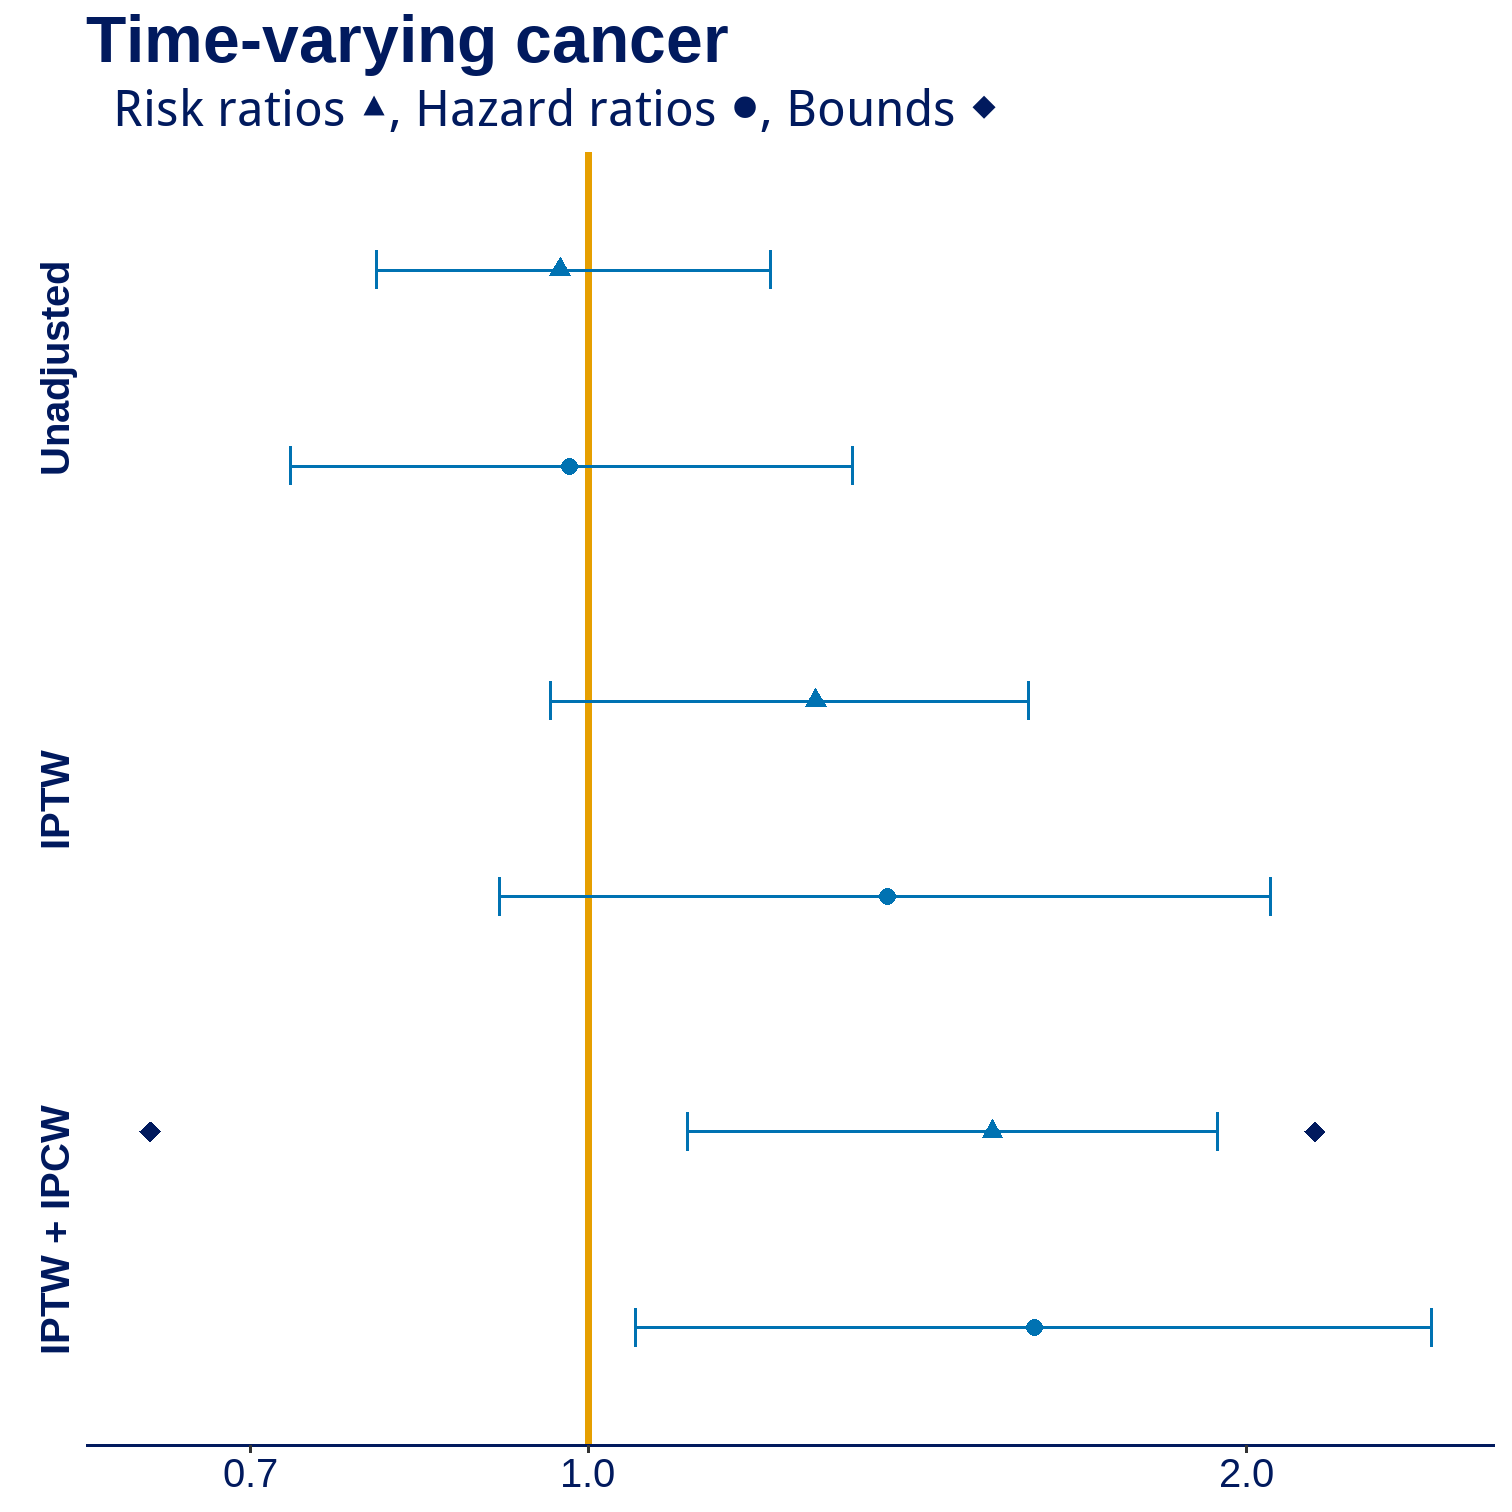 Time-varying cancer
Risk ratios ▲, Hazard ratios ●, Bounds ◆
Unadjusted
IPTW
IPTW + IPCW
0.7 1.0 2.0